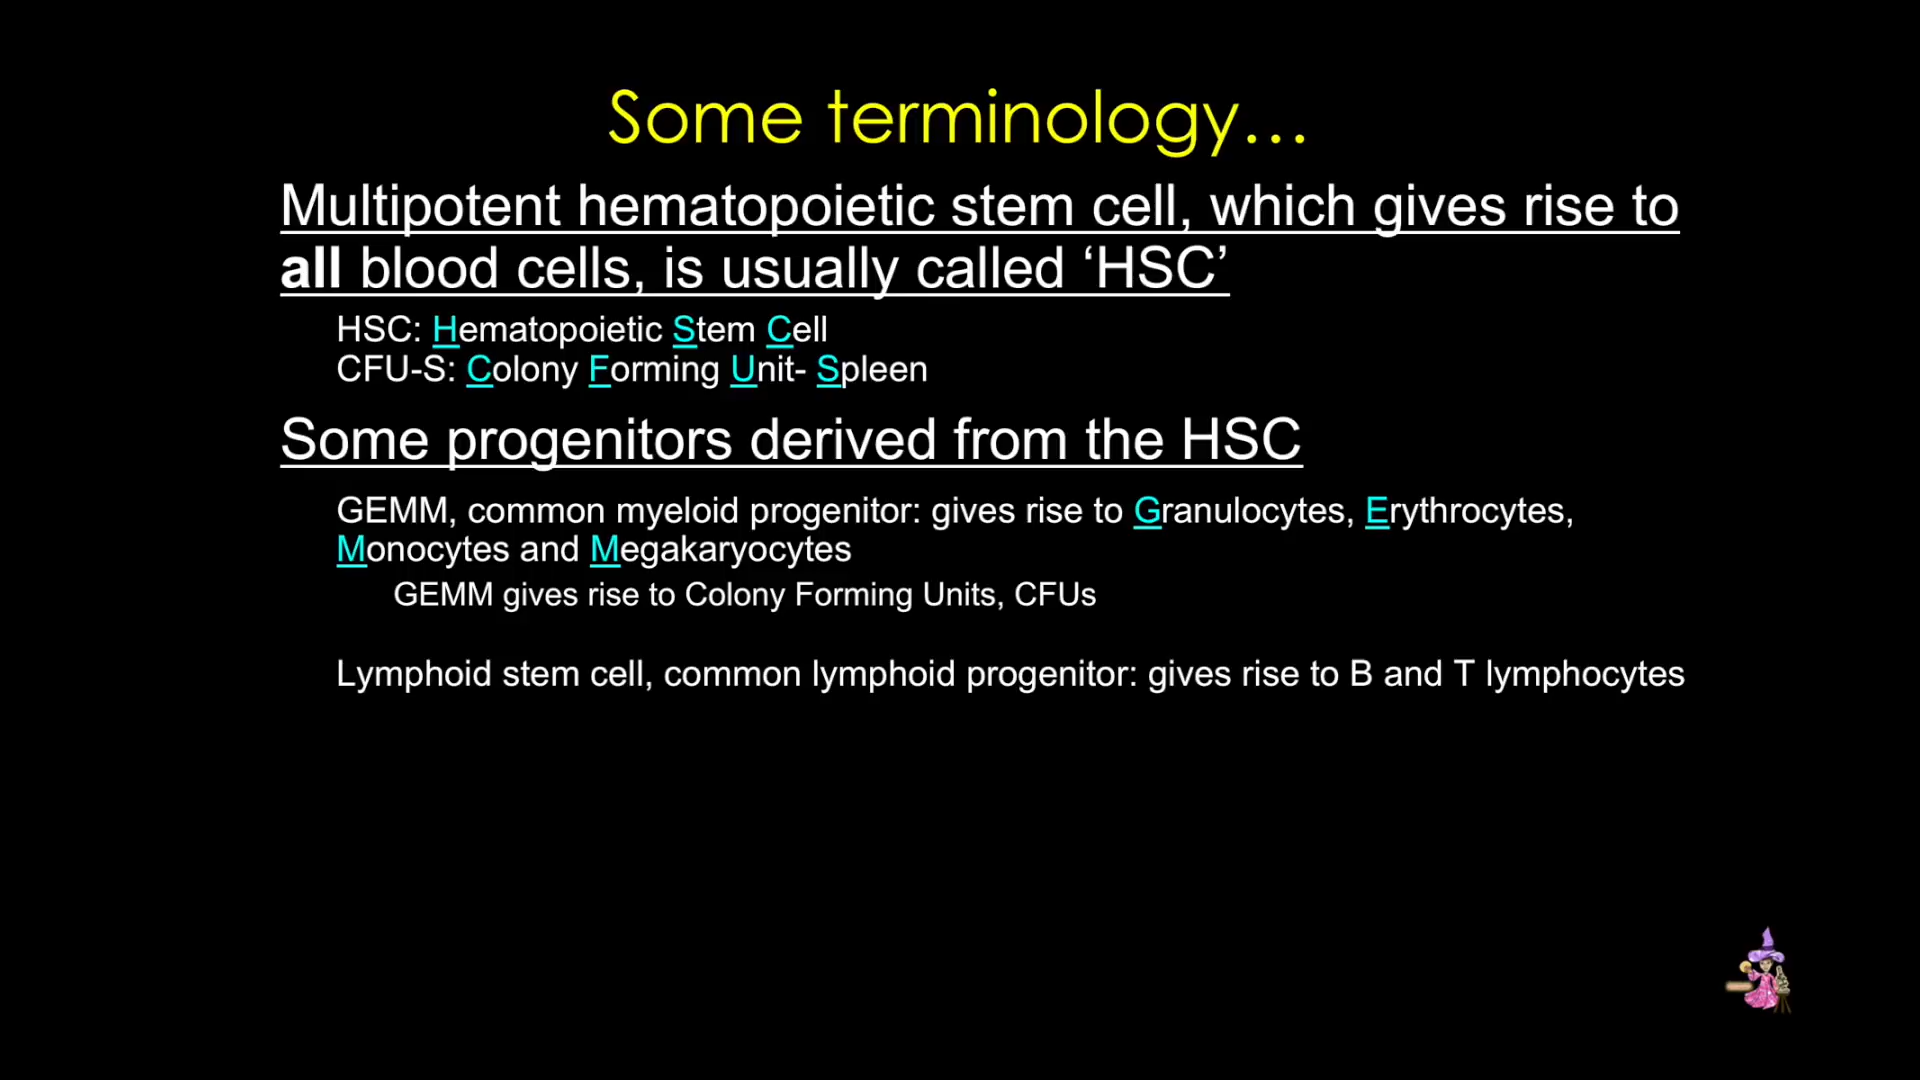 Some terminology...
Multipotent hematopoietic stem cell, which gives rise to
all blood cells, is usually called ‘HSC’
HSC: Hematopoietic Stem Cell
CFU-S: Colony Forming Unit- Spleen
Some progenitors derived from the HSC
GEMM, common myeloid progenitor: gives rise to Granulocytes, Erythrocytes,
Monocytes and Megakaryocytes
GEMM gives rise to Colony Forming Units, CFUs
Lymphoid stem cell, common lymphoid progenitor: gives rise to B and T lymphocytes